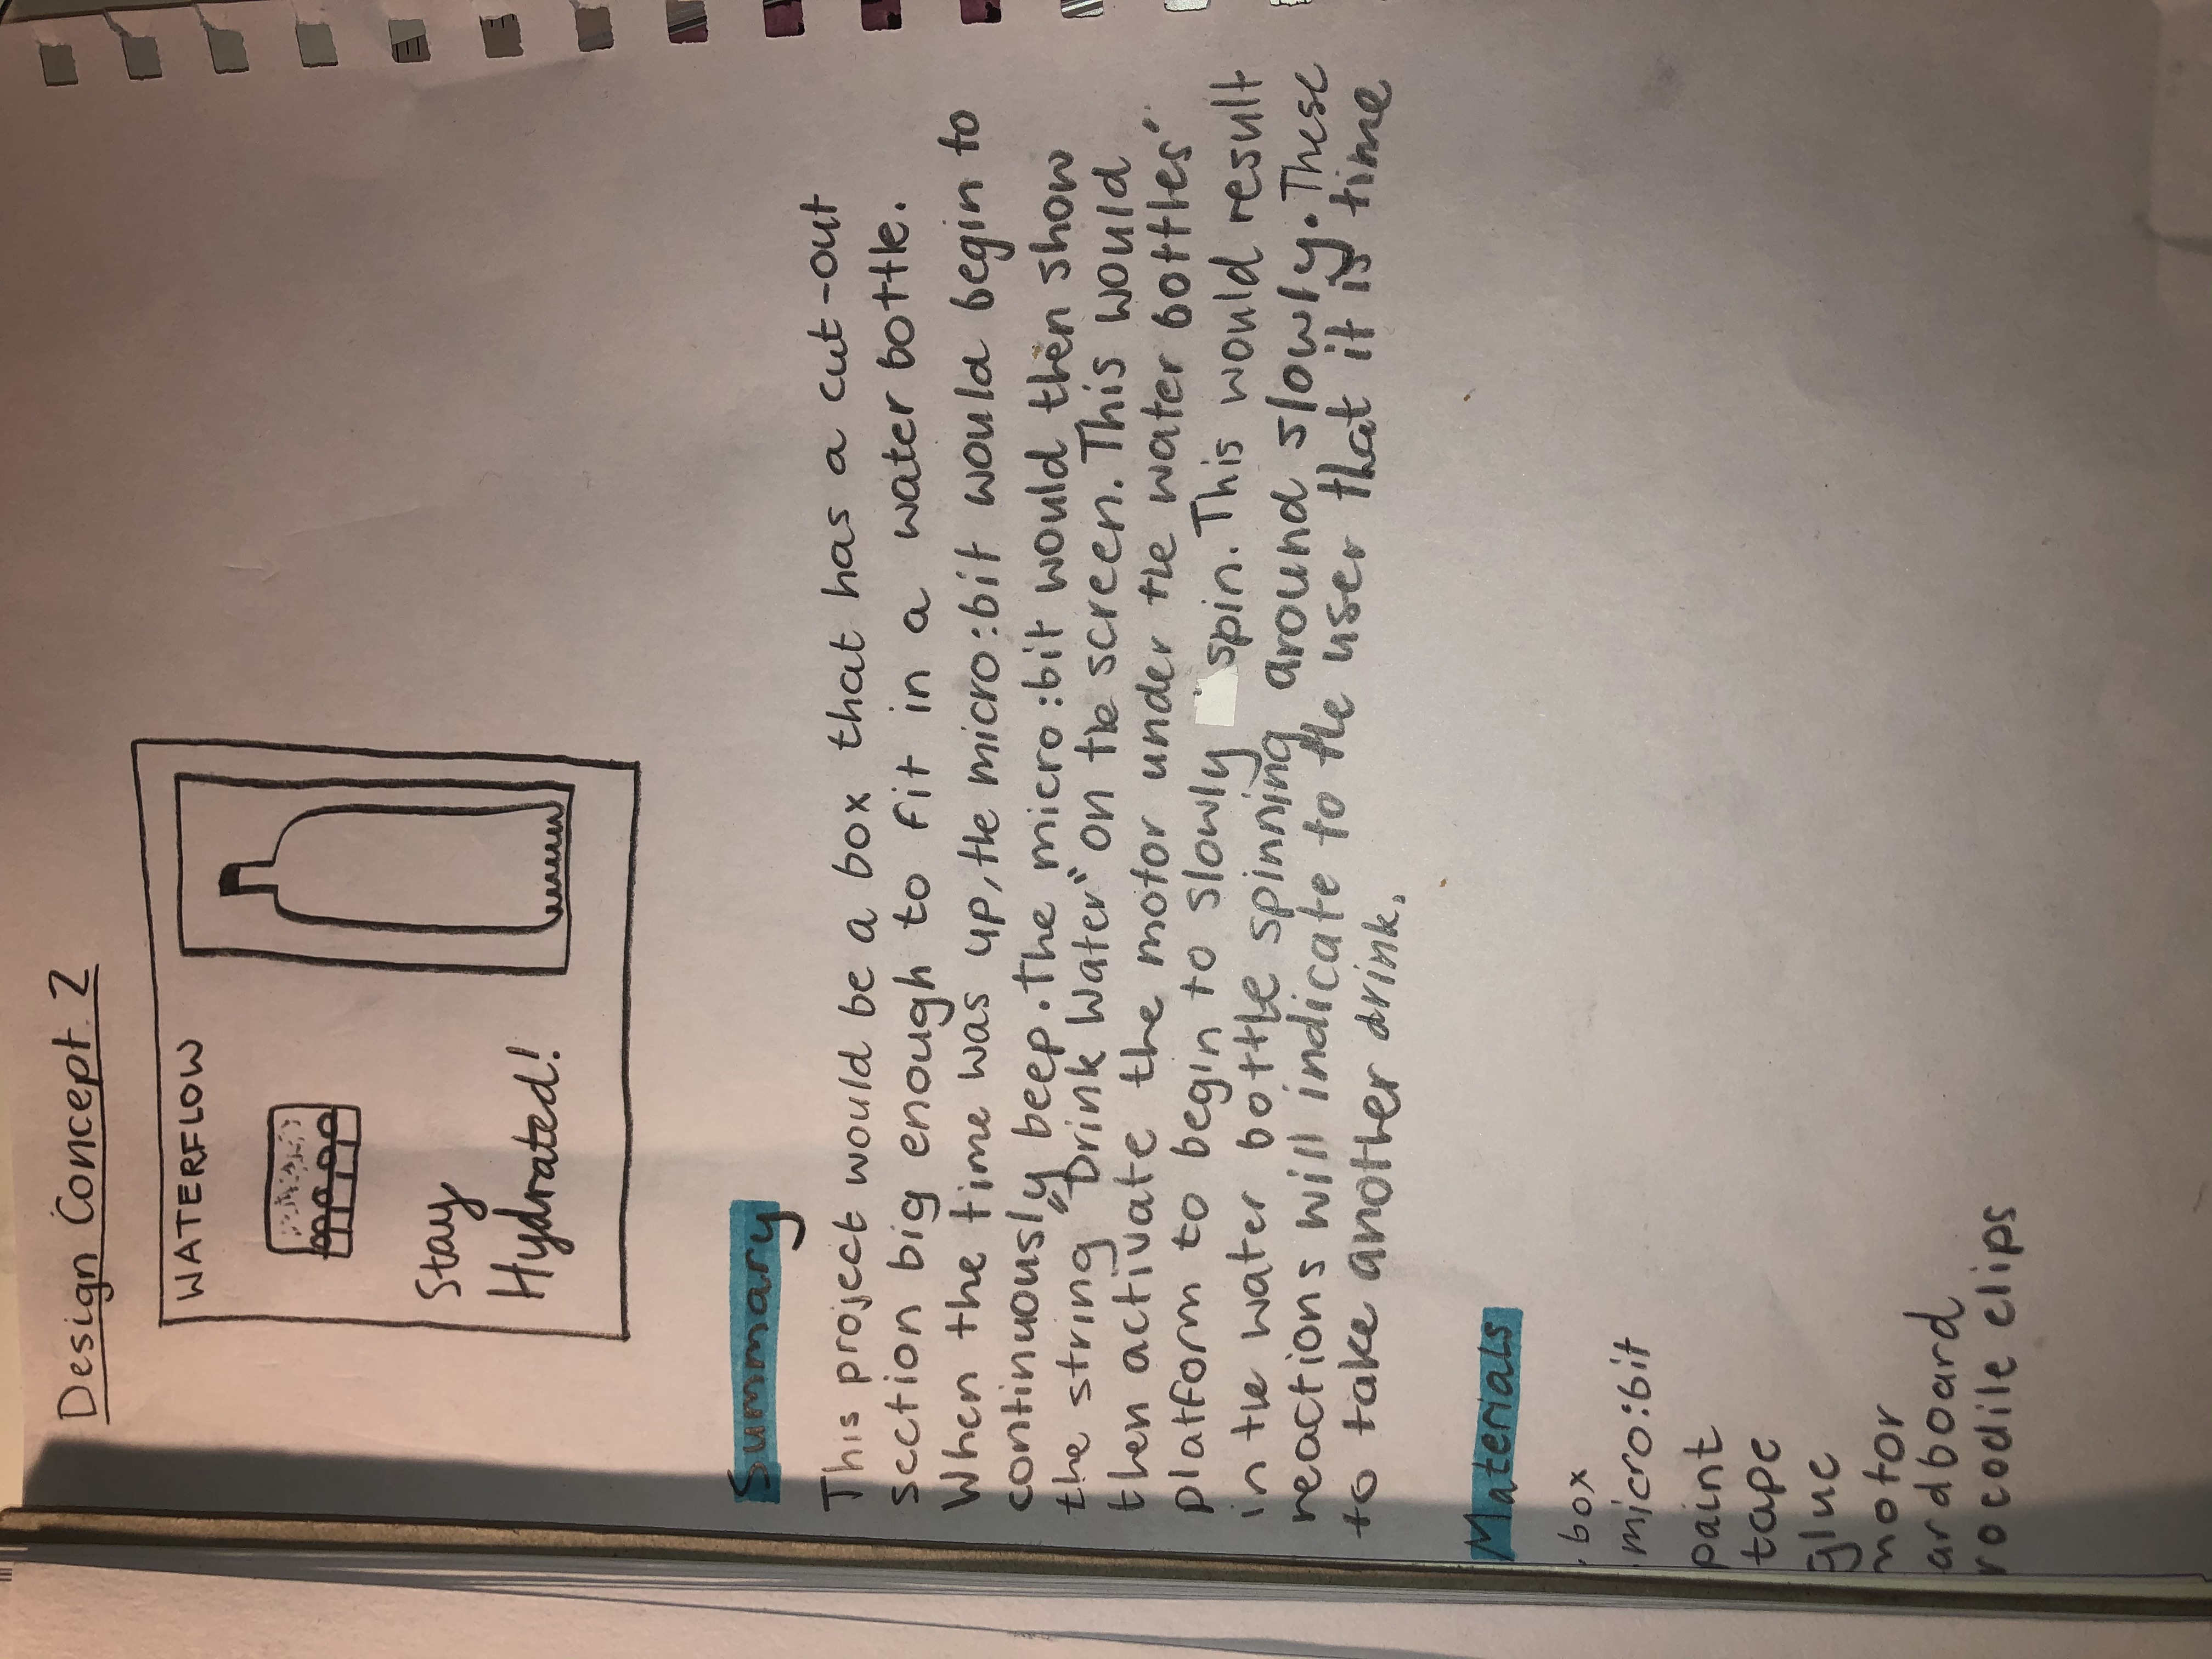 Design Concept 2
WATERFLOW
Stay
Hydrated!
Summary
This project would be a box that has a cut-out
section big enough to fit in a water bottle.
When the time was up, the micro:bit would begin to
continuously beep. The micro:bit would then show
the string "Drink Water" on the screen. This would
then activate the motor under the water bottles"
platform to begin to slowly spin. This would result
in the water bottle spinning around slowly. These
reactions will indicate to the user that it is time
to take another drink.
Materials
· box
· micro:bit
paint
tape
glue
motor
ardboard
rocodile clips